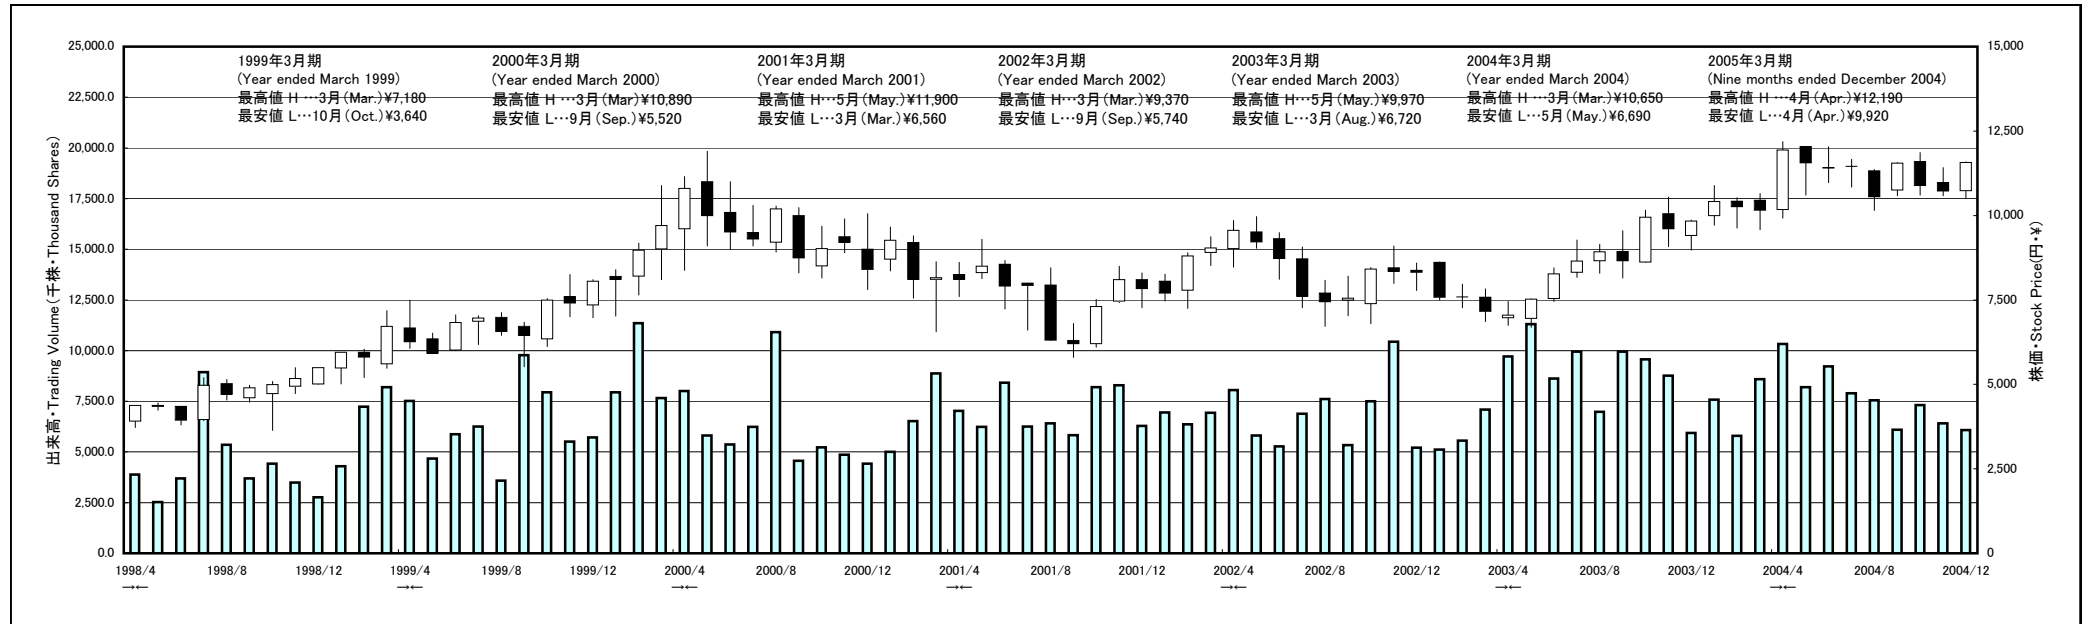 1999年3月期
(Year ended March 1999)
最高値 H …3月(Mar.)¥7,180
最安値 L…10月(Oct.)¥3,640
2000年3月期
(Year ended March 2000)
最高値 H …3月(Mar)¥10,890
最安値 L…9月(Sep.)¥5,520
2001年3月期
(Year ended March 2001)
最高値 H…5月(May.)¥11,900
最安値 L…3月(Mar.)¥6,560
2002年3月期
(Year ended March 2002)
最高値 H…3月(Mar.)¥9,370
最安値 L…9月(Sep.)¥5,740
2003年3月期
(Year ended March 2003)
最高値 H…5月(May.)¥9,970
最安値 L…3月(Aug.)¥6,720
2004年3月期
(Year ended March 2004)
最高値 H …3月(Mar.)¥10,650
最安値 L…5月(May.)¥6,690
2005年3月期
(Nine months ended December 2004)
最高値 H …4月(Apr.)¥12,190
最安値 L…4月(Apr.)¥9,920
出来高・Trading Volume(千株・Thousand Shares)
25,000.0
22,500.0
20,000.0
17,500.0
15,000.0
12,500.0
10,000.0
7,500.0
5,000.0
2,500.0
0.0
15,000
12,500
10,000
7,500
5,000
2,500
0
株価・Stock Price(円・¥)
1998/4 1998/8 1998/12 1999/4 1999/8 1999/12 2000/4 2000/8 2000/12 2001/4 2001/8 2001/12 2002/4 2002/8 2002/12 2003/4 2003/8 2003/12 2004/4 2004/8 2004/12
→← →← →← →← →← →← →←